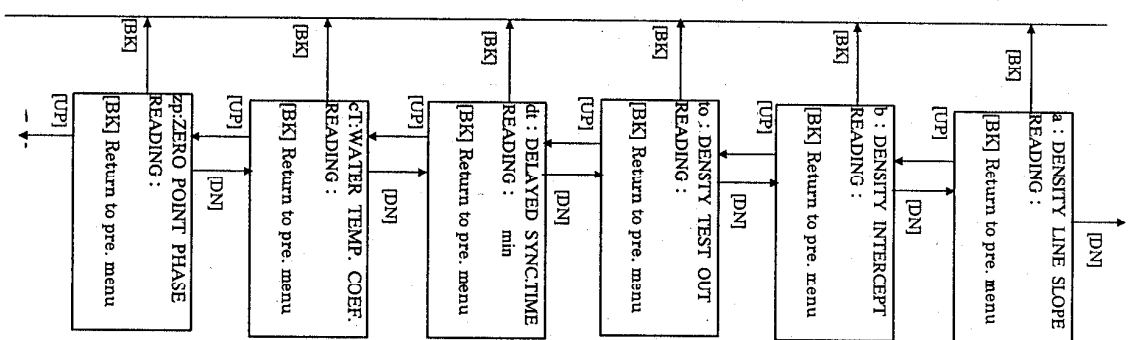 [DN]
a : DENSITY LINE SLOPE
READING :
[BK]
[BK] Return to pre. menu
[UP]
[DN]
b : DENSITY INTERCEPT
READING :
[BK]
[BK] Return to pre. menu
[UP]
[DN]
to : DENSTY TEST OUT
READING :
[BK]
[BK] Return to pre. menu
[UP]
[DN]
dt : DELAYED SYNC.TIME
READING : min
[BK]
[BK] Return to pre. menu
[UP]
[DN]
cT:WATER TEMP. COEF.
READING :
[BK]
[BK] Return to pre. menu
[UP]
[DN]
zp:ZERO POINT PHASE
READING :
[BK]
[BK] Return to pre. menu
[UP]